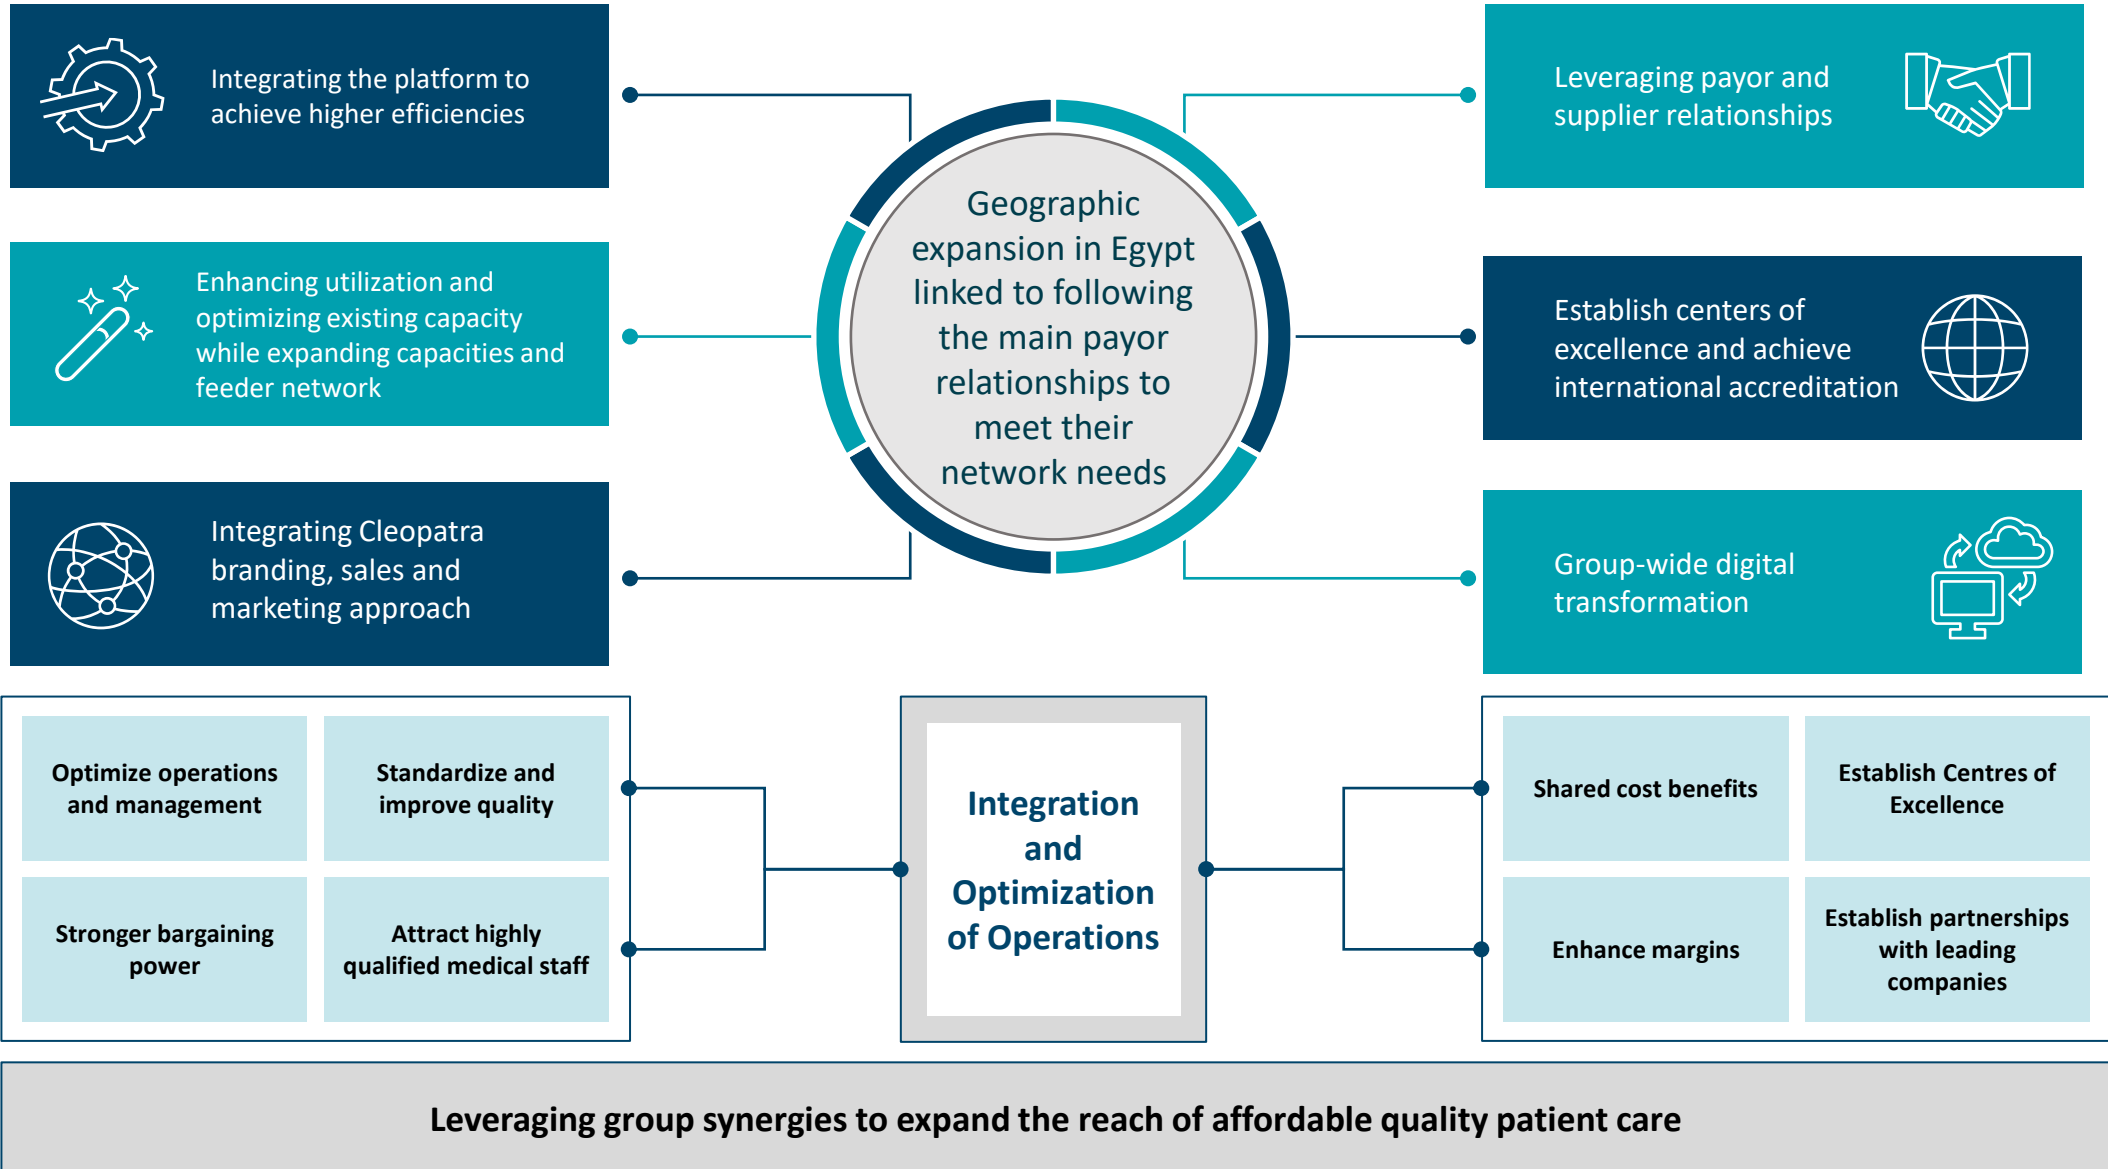 Integrating the platform to
achieve higher efficiencies
Enhancing utilization and
optimizing existing capacity
while expanding capacities and
feeder network
Integrating Cleopatra
branding, sales and
marketing approach
Geographic
expansion in Egypt
linked to following
the main payor
relationships to
meet their
network needs
Leveraging payor and
supplier relationships
Establish centers of
excellence and achieve
international accreditation
Group-wide digital
transformation
Optimize operations
and management
Standardize and
improve quality
Stronger bargaining
power
Attract highly
qualified medical staff
Integration
and
Optimization
of Operations
Shared cost benefits
Establish Centres of
Excellence
Enhance margins
Establish partnerships
with leading
companies
Leveraging group synergies to expand the reach of affordable quality patient care